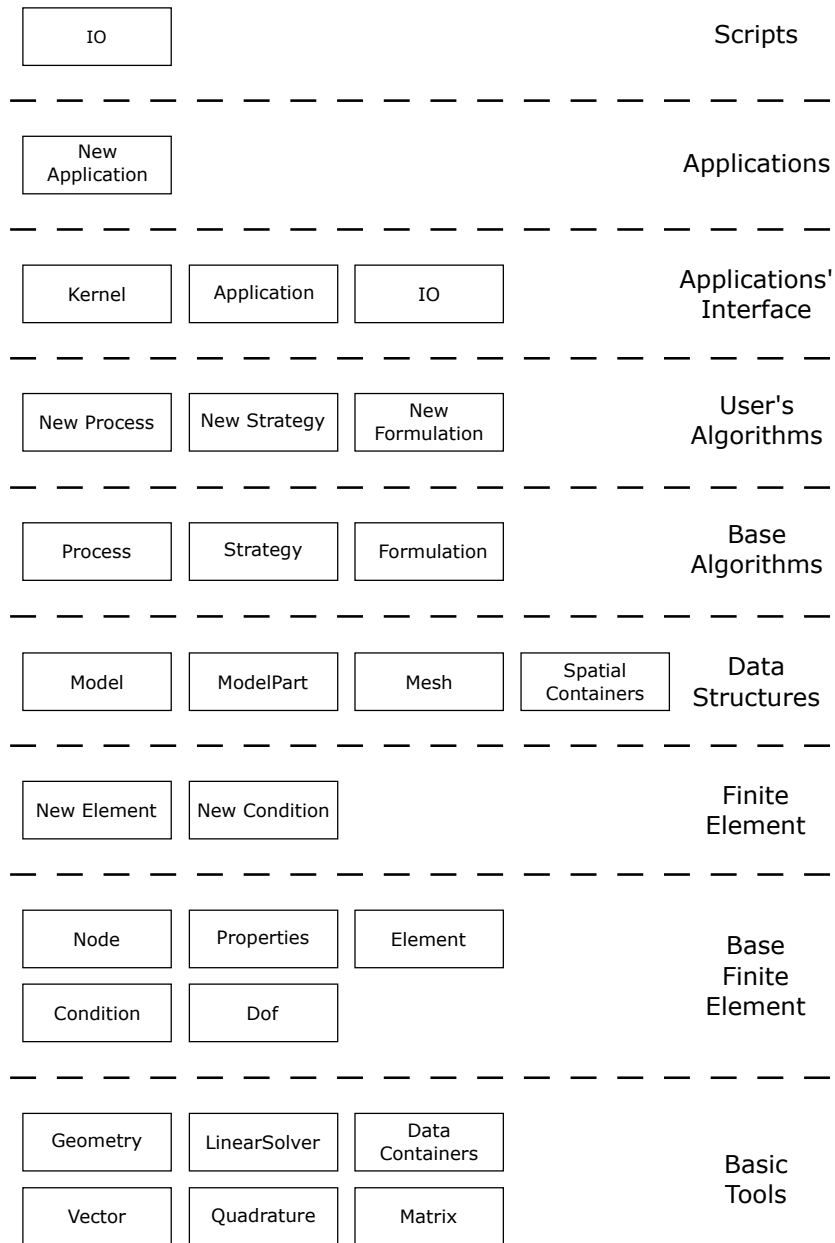 IO
Scripts
New
Application
Applications
Kernel
Application
IO
Applications'
Interface
New Process
New Strategy
New
Formulation
User's
Algorithms
Process
Strategy
Formulation
Base
Algorithms
Model
ModelPart
Mesh
Spatial
Containers
Data
Structures
New Element
New Condition
Finite
Element
Node
Properties
Element
Condition
Dof
Base
Finite
Element
Geometry
LinearSolver
Data
Containers
Vector
Quadrature
Matrix
Basic
Tools